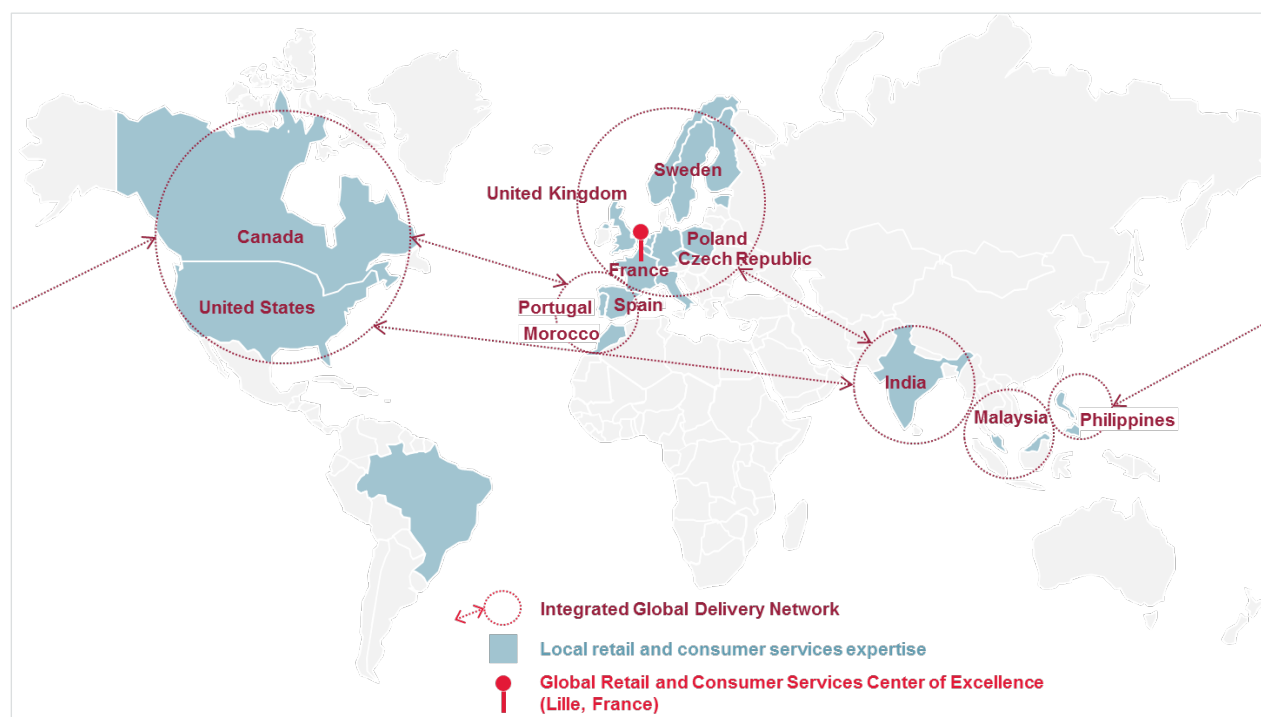 Sweden
United Kingdom
Canada
Poland
Czech Republic
France
United States
Portugal
Spain
Morocco
India
Malaysia
Philippines
Integrated Global Delivery Network
Local retail and consumer services expertise
Global Retail and Consumer Services Center of Excellence
(Lille, France)